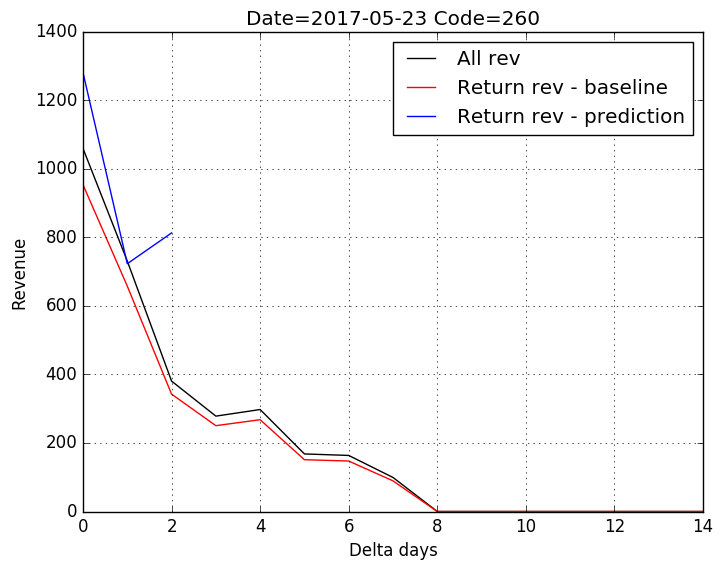 Date=2017-05-23 Code=260
All rev
Return rev - baseline
Return rev - prediction
1400
1200
1000
800
600
400
200
0
Revenue
0 2 4 6 8 10 12 14
Delta days